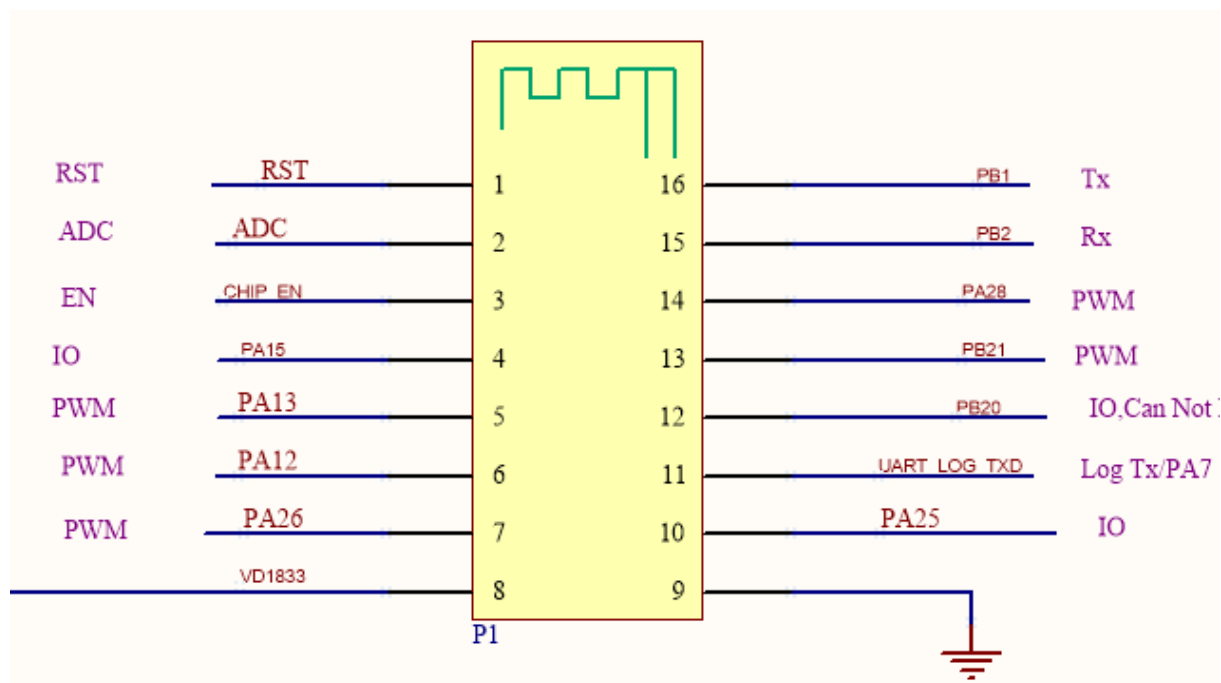 RST RST 1 16 PB1 Tx
ADC ADC 2 15 PB2 Rx
EN CHIP_EN 3 14 PA28 PWM
IO PA15 4 13 PB21 PWM
PWM PA13 5 12 PB20 IO,Can Not
PWM PA12 6 11 UART_LOG_TXD Log Tx/PA7
PWM PA26 7 10 PA25 IO
VD1833 8 9
P1